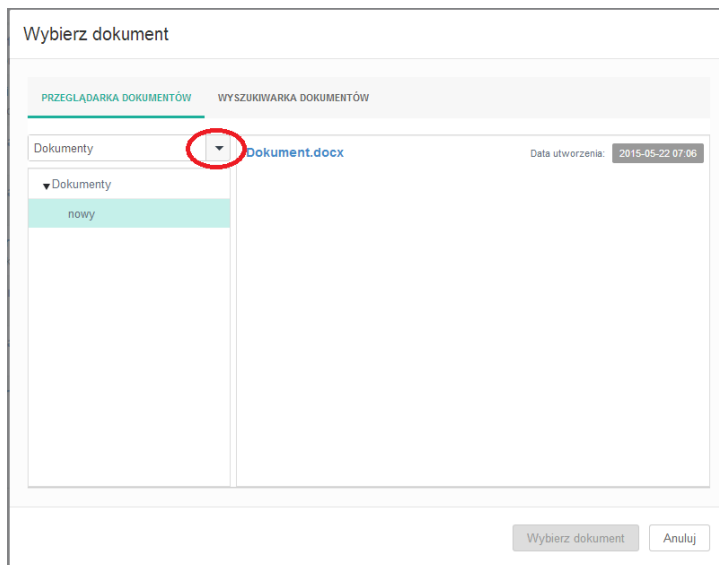 Wybierz dokument
PRZEGLĄDARKA DOKUMENTÓW WYSZUKIWARKA DOKUMENTÓW
Dokumenty
Dokument.docx Data utworzenia: 2015-05-22 07:06
Dokumenty
nowy
Wybierz dokument Anuluj